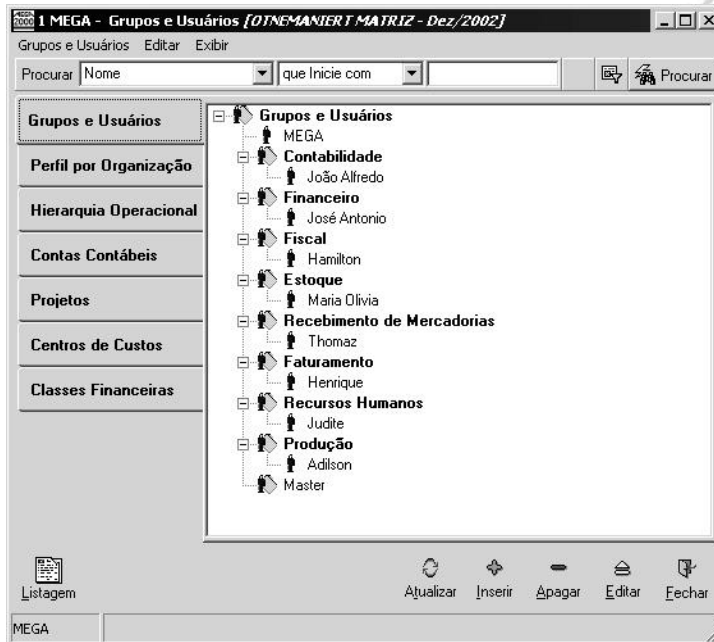 MEGA 2000 1 MEGA - Grupos e Usuários [OTNEMANIERT MATRIZ - Dez/2002]
Grupos e Usuários Editar Exibir
Procurar Nome que Inicie com Procurar
Grupos e Usuários
Perfil por Organização
Hierarquia Operacional
Contas Contábeis
Projetos
Centros de Custos
Classes Financeiras
Grupos e Usuários
MEGA
Contabilidade
João Alfredo
Financeiro
José Antonio
Fiscal
Hamilton
Estoque
Maria Olivia
Recebimento de Mercadorias
Thomaz
Faturamento
Henrique
Recursos Humanos
Judite
Produção
Adilson
Master
Listagem Atualizar Inserir Apagar Editar Fechar
MEGA